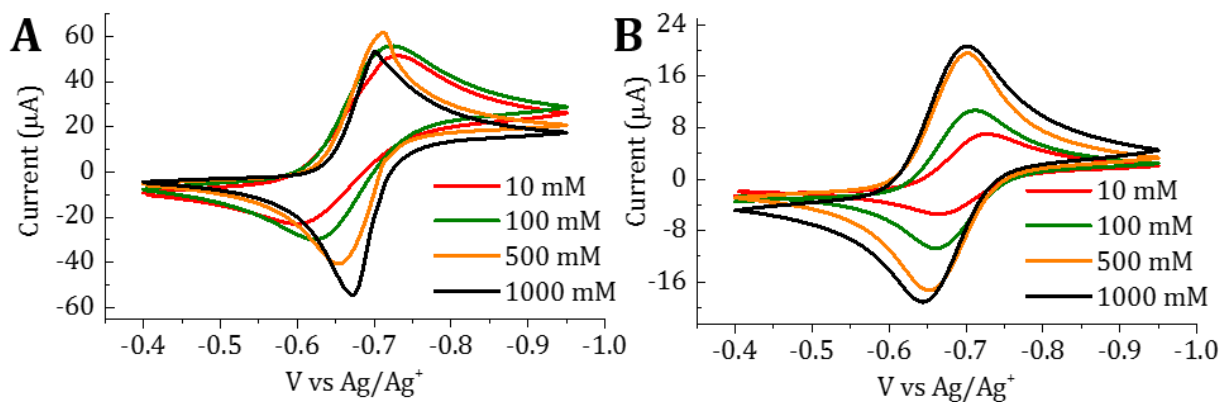 A
Current (μA)
60
40
20
0
-20
-40
-60
10 mM
100 mM
500 mM
1000 mM
-0.4 -0.5 -0.6 -0.7 -0.8 -0.9 -1.0
V vs Ag/Ag⁺
B
Current (μA)
24
16
8
0
-8
-16
10 mM
100 mM
500 mM
1000 mM
-0.4 -0.5 -0.6 -0.7 -0.8 -0.9 -1.0
V vs Ag/Ag⁺